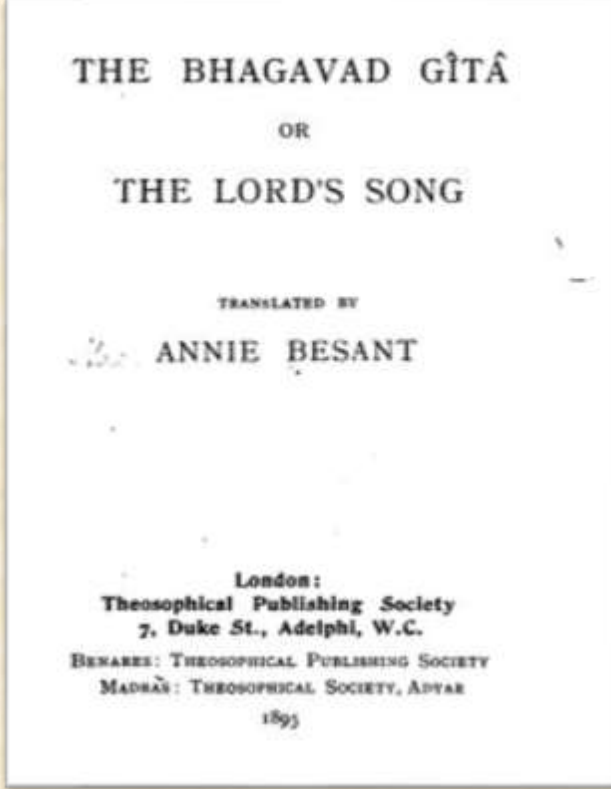 THE BHAGAVAD GÎTÂ
OR
THE LORD'S SONG
TRANSLATED BY
ANNIE BESANT
London:
Theosophical Publishing Society
7, Duke St., Adelphi, W.C.
BENARES: THEOSOPHICAL PUBLISHING SOCIETY
MADRAS: THEOSOPHICAL SOCIETY, ADYAR
1895